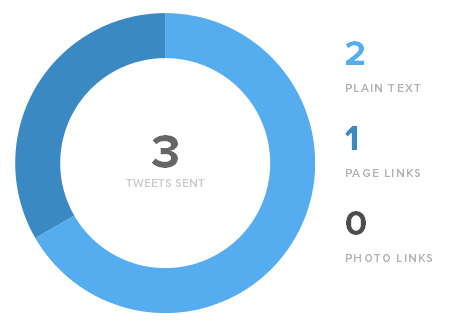 3
TWEETS SENT
2
PLAIN TEXT
1
PAGE LINKS
0
PHOTO LINKS